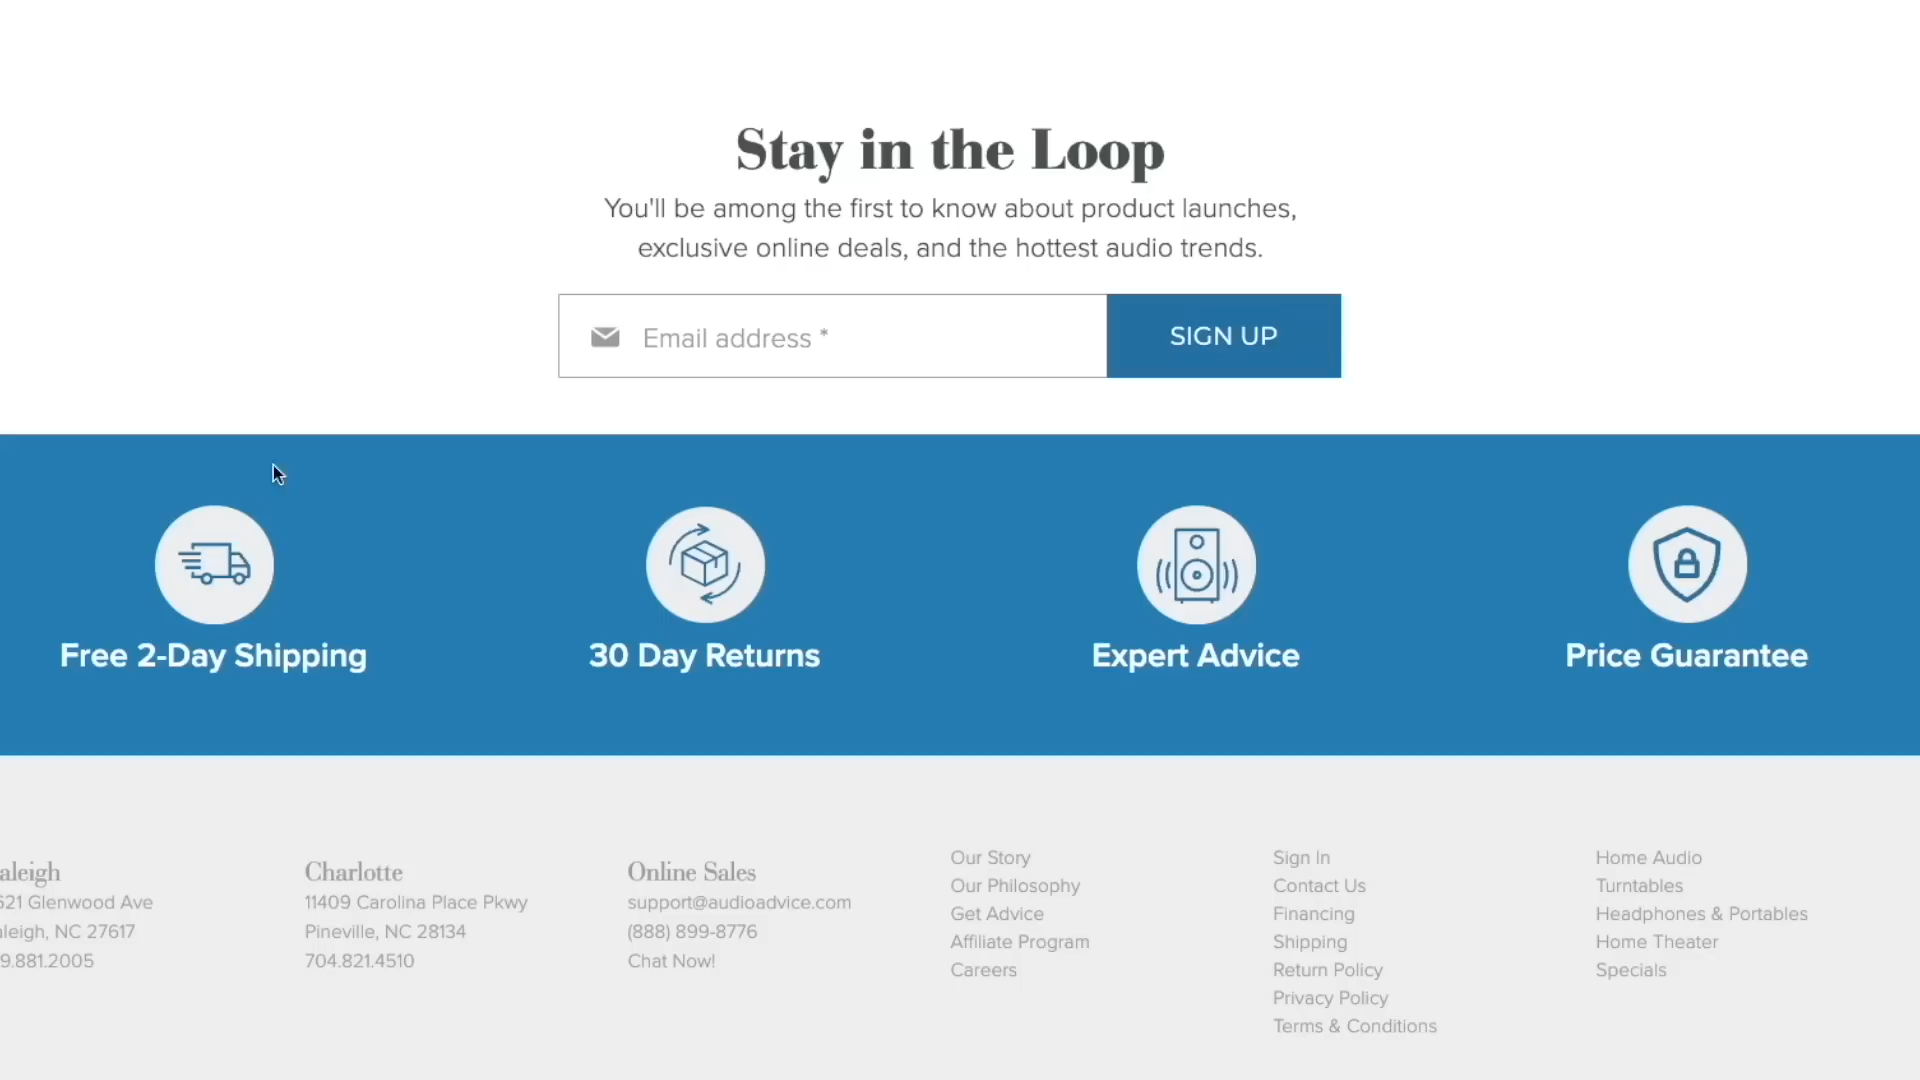 Stay in the Loop
You'll be among the first to know about product launches,
exclusive online deals, and the hottest audio trends.
Email address *
SIGN UP
Free 2-Day Shipping
30 Day Returns
Expert Advice
Price Guarantee
aleigh
621 Glenwood Ave
aleigh, NC 27617
9.881.2005
Charlotte
11409 Carolina Place Pkwy
Pineville, NC 28134
704.821.4510
Online Sales
support@audioadvice.com
(888) 899-8776
Chat Now!
Our Story
Our Philosophy
Get Advice
Affiliate Program
Careers
Sign In
Contact Us
Financing
Shipping
Return Policy
Privacy Policy
Terms & Conditions
Home Audio
Turntables
Headphones & Portables
Home Theater
Specials